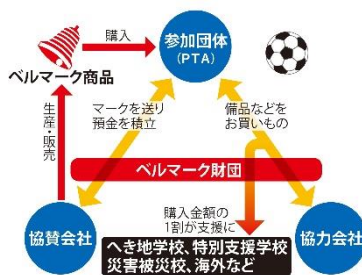 購入
参加団体
(PTA)
ベルマーク商品
生産・販売
マークを送り
預金を積立
備品などを
お買いもの
ベルマーク財団
購入金額の
1割が支援に
協賛会社
協力会社
へき地学校、特別支援学校
災害被災校、海外など